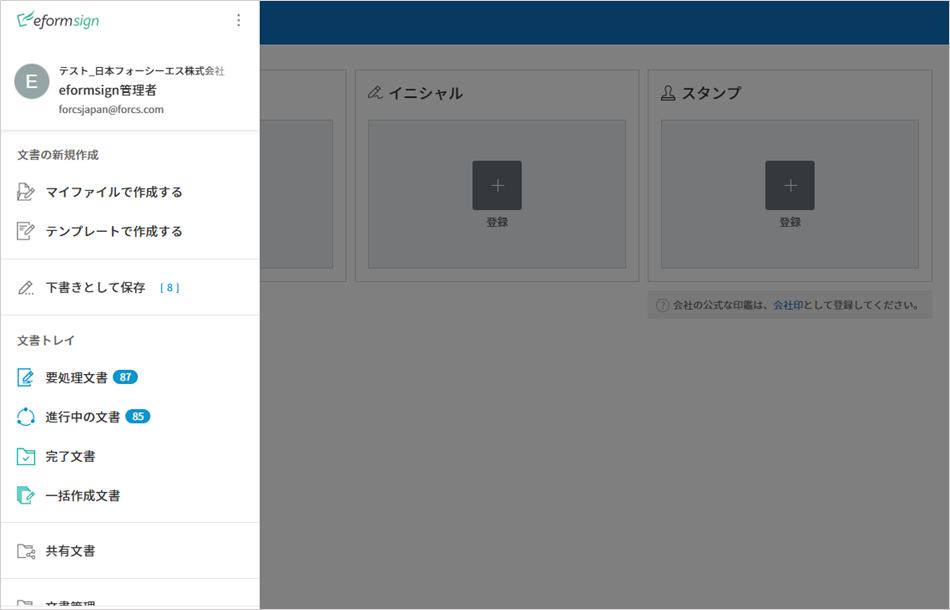 eformsign
E
テスト_日本フォーシーエス株式会社
eformsign管理者
forcsjapan@forcs.com
文書の新規作成
マイファイルで作成する
テンプレートで作成する
下書きとして保存 [ 8 ]
文書トレイ
要処理文書 87
進行中の文書 85
完了文書
一括作成文書
共有文書
文書管理
イニシャル
登録
スタンプ
登録
? 会社の公式な印鑑は、会社印として登録してください。